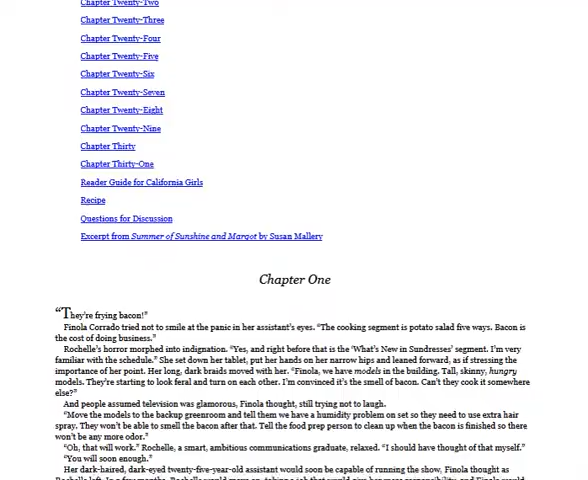 Chapter Twenty-Two
Chapter Twenty-Three
Chapter Twenty-Four
Chapter Twenty-Five
Chapter Twenty-Six
Chapter Twenty-Seven
Chapter Twenty-Eight
Chapter Twenty-Nine
Chapter Thirty
Chapter Thirty-One
Reader Guide for California Girls
Recipe
Questions for Discussion
Excerpt from Summer of Sunshine and Margot by Susan Mallery
Chapter One
“They’re frying bacon!”
Finola Corrado tried not to smile at the panic in her assistant’s eyes. “The cooking segment is potato salad five ways. Bacon is
the cost of doing business.”
Rochelle’s horror morphed into indignation. “Yes, and right before that is the ‘What’s New in Sundresses’ segment. I’m very
familiar with the schedule.” She set down her tablet, put her hands on her narrow hips and leaned forward, as if stressing the
importance of her point. Her long, dark braids moved with her. “Finola, we have models in the building. Tall, skinny, hungry
models. They’re starting to look feral and turn on each other. I’m convinced it’s the smell of bacon. Can’t they cook it somewhere
else?”
And people assumed television was glamorous, Finola thought, still trying not to laugh.
“Move the models to the backup greenroom and tell them we have a humidity problem on set so they need to use extra hair
spray. They won’t be able to smell the bacon after that. Tell the food prep person to clean up when the bacon is finished so there
won’t be any more odor.”
“Oh, that will work.” Rochelle, a smart, ambitious communications graduate, relaxed. “I should have thought of that myself.”
“You will soon enough.”
Her dark-haired, dark-eyed twenty-five-year-old assistant would soon be capable of running the show, Finola thought as